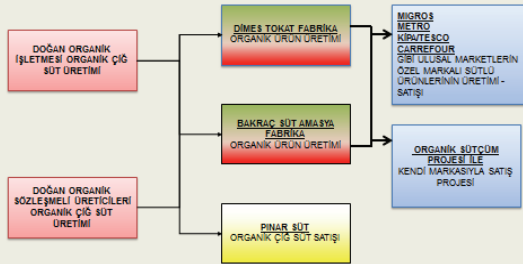 DOĞAN ORGANİK
İŞLETMESİ ORGANİK ÇİĞ
SÜT ÜRETİMİ
DOĞAN ORGANİK
SÖZLEŞMELİ ÜRETİCİLERİ
ORGANİK ÇİĞ SÜT
ÜRETİMİ
DİMES TOKAT FABRİKA
ORGANİK ÜRÜN ÜRETİMİ
BAKRAÇ SÜT AMASYA
FABRİKA
ORGANİK ÜRÜN ÜRETİMİ
PINAR SÜT
ORGANİK ÇİĞ SÜT SATIŞI
MIGROS
METRO
KİPA/TESCO
CARREFOUR
GİBİ ULUSAL MARKETLERİN
ÖZEL MARKALI SÜTLÜ
ÜRÜNLERİNİN ÜRETİMİ -
SATIŞI
ORGANİK SÜTÇÜM
PROJESİ İLE
KENDİ MARKASIYLA SATIŞ
PROJESİ